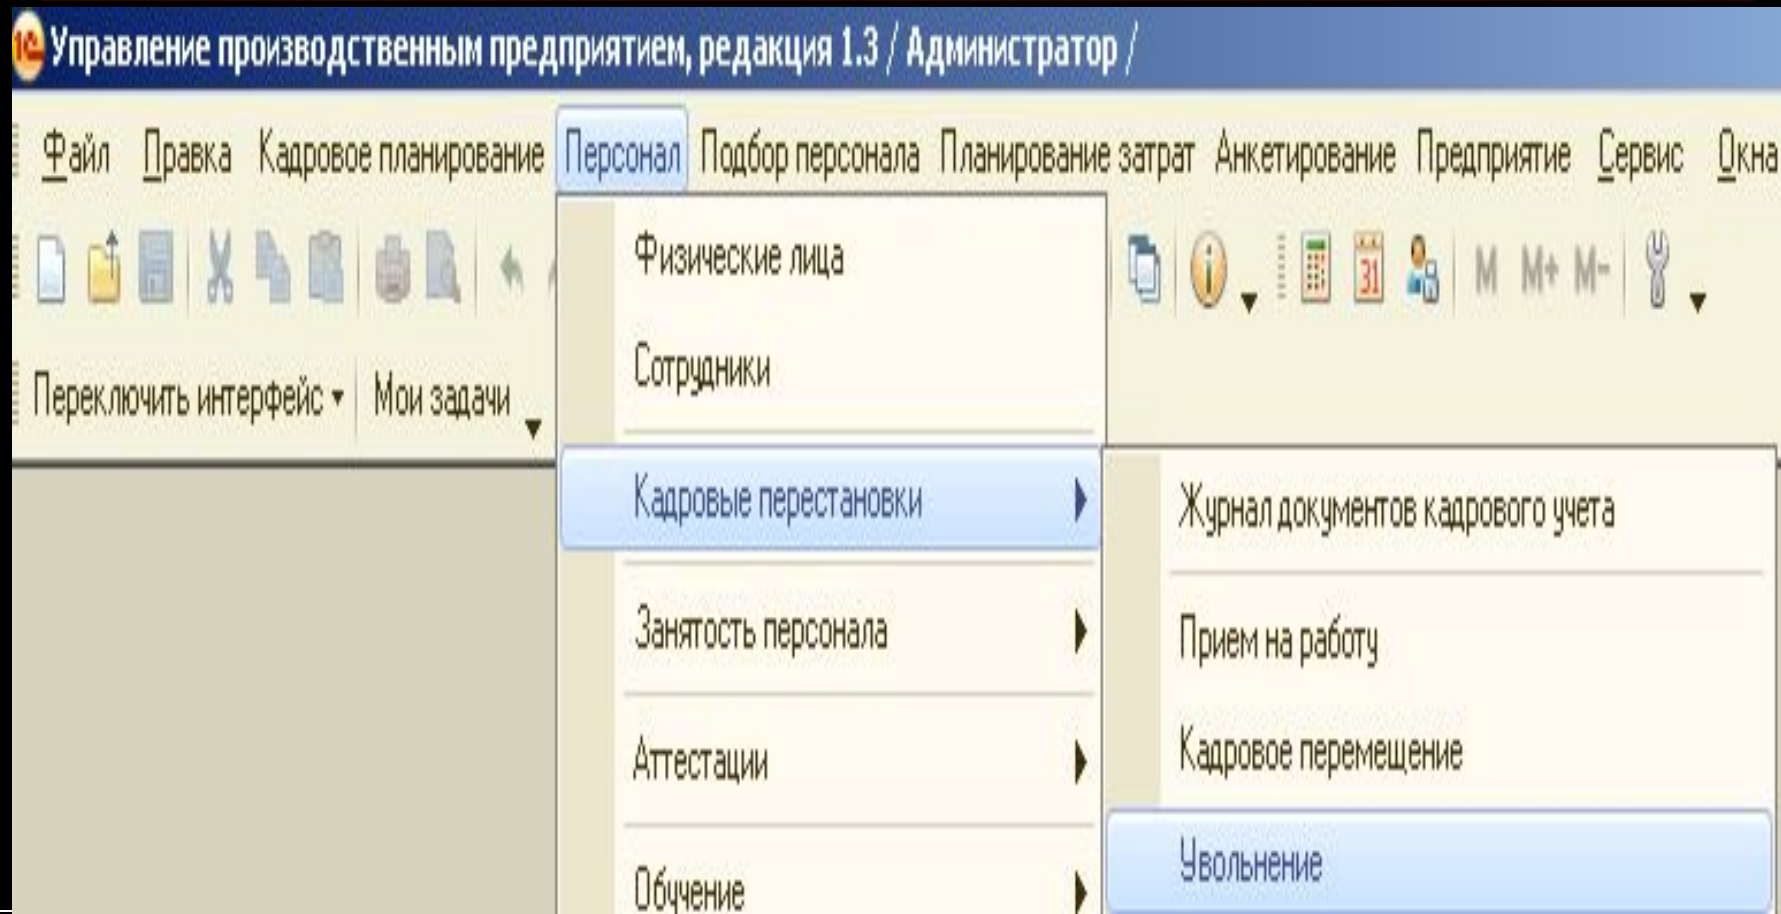 1С Управление производственным предприятием, редакция 1.3 / Администратор /
Файл Правка Кадровое планирование Персонал Подбор персонала Планирование затрат Анкетирование Предприятие Сервис Окна
Физические лица
31 M M+ M-
Сотрудники
Переключить интерфейс Мои задачи
Кадровые перестановки
Журнал документов кадрового учета
Занятость персонала
Прием на работу
Аттестации
Кадровое перемещение
Обучение
Увольнение